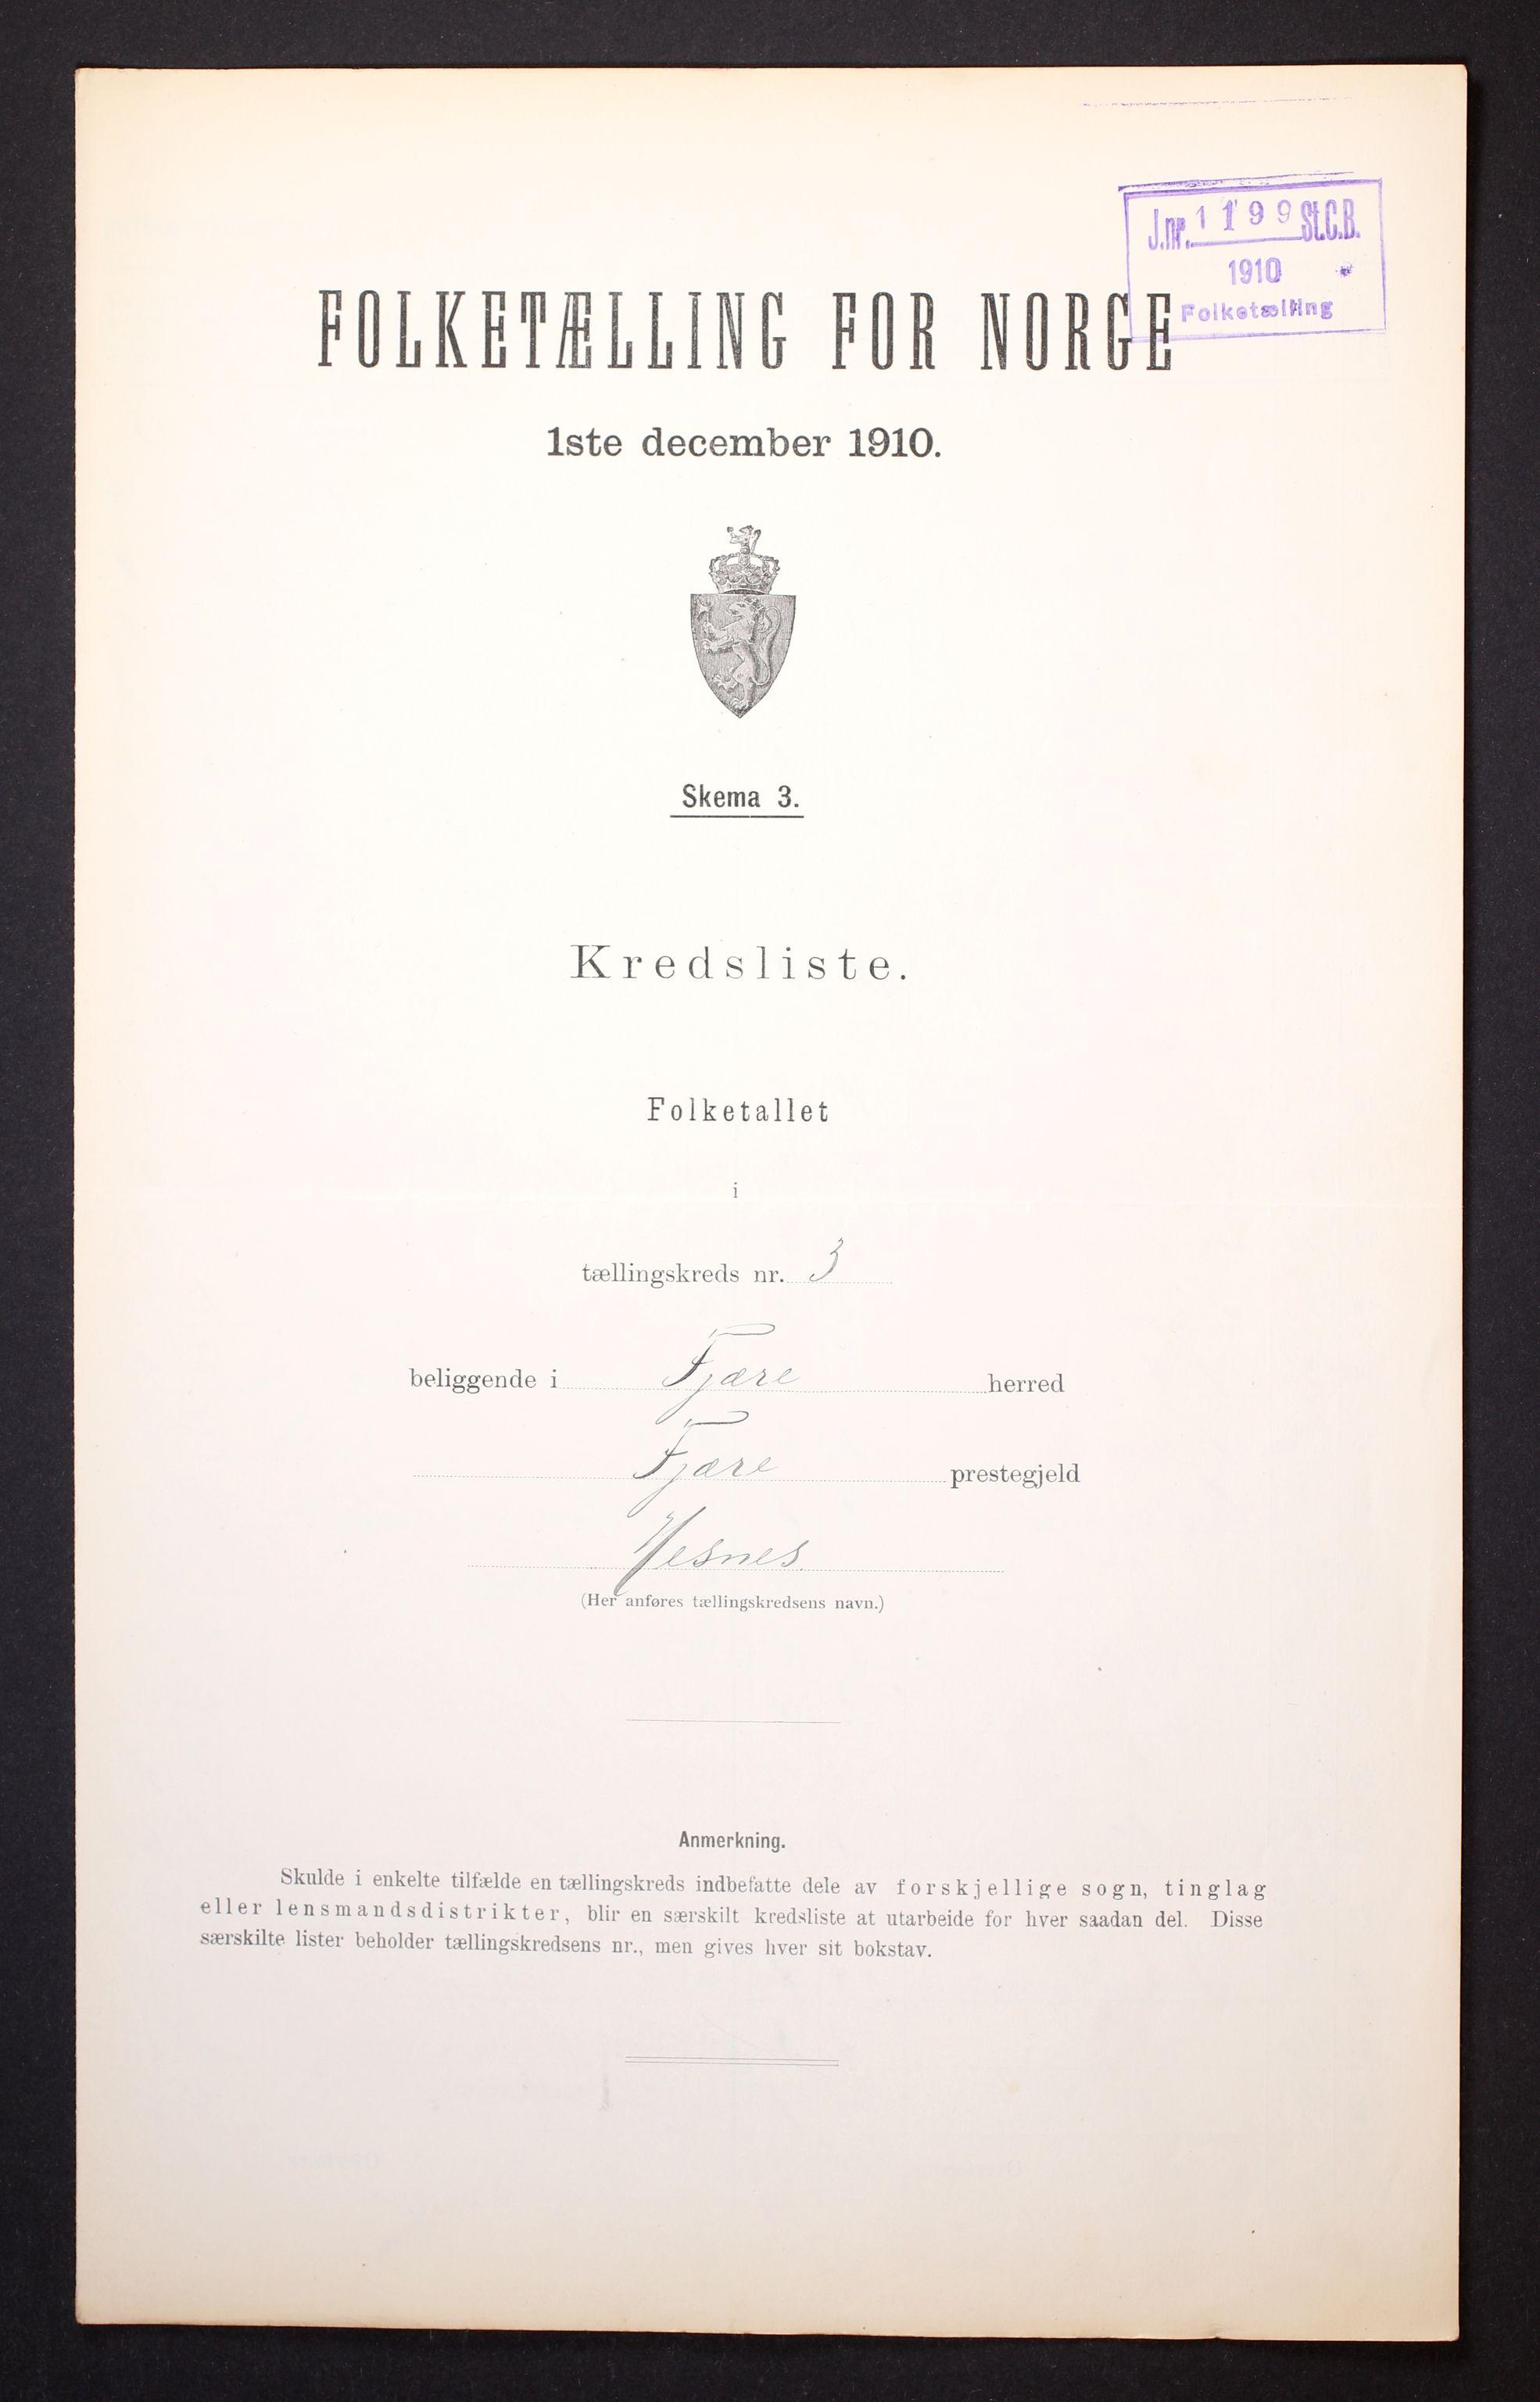 J.nr. 1199 St.C.B.
1910
Folketælling
FOLKETÆLLING FOR NORGE
1ste december 1910.
Skema 3.
Kredsliste.
Folketallet
i
tællingskreds nr. 3
beliggende i Fjære herred
Fjære prestegjeld
Hesnes
(Her anføres tællingskredsens navn.)
Anmerkning.
Skulde i enkelte tilfælde en tællingskreds indbefatte dele av forskjellige sogn, tinglag
eller lensmandsdistrikter, blir en særskilt kredsliste at utarbeide for hver saadan del. Disse
særskilte lister beholder tællingskredsens nr., men gives hver sit bokstav.